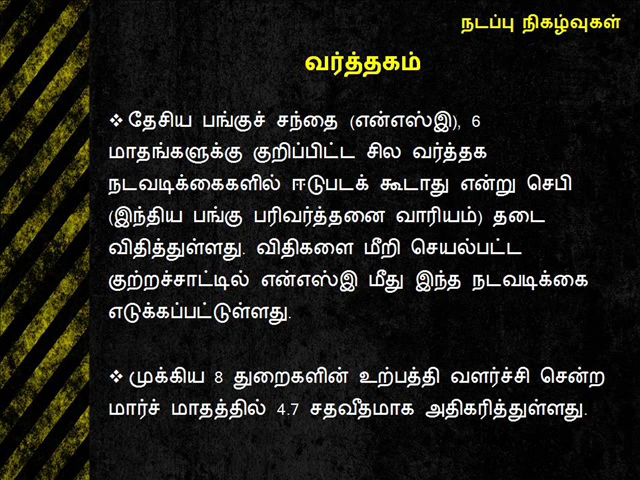 நடப்பு நிகழ்வுகள்
வர்த்தகம்
❖தேசிய பங்குச் சந்தை (என்எஸ்இ), 6
மாதங்களுக்கு குறிப்பிட்ட சில வர்த்தக
நடவடிக்கைகளில் ஈடுபடக் கூடாது என்று செபி
(இந்திய பங்கு பரிவர்த்தனை வாரியம்) தடை
விதித்துள்ளது. விதிகளை மீறி செயல்பட்ட
குற்றச்சாட்டில் என்எஸ்இ மீது இந்த நடவடிக்கை
எடுக்கப்பட்டுள்ளது.
❖முக்கிய 8 துறைகளின் உற்பத்தி வளர்ச்சி சென்ற
மார்ச் மாதத்தில் 4.7 சதவீதமாக அதிகரித்துள்ளது.